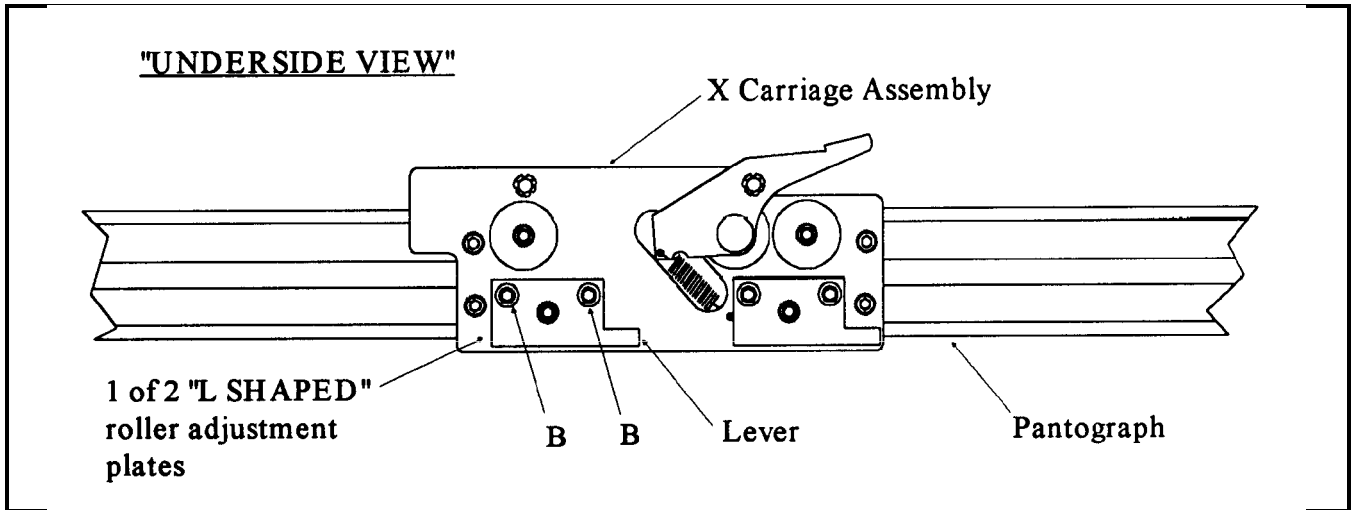 "UNDERSIDE VIEW"
X Carriage Assembly
1 of 2 "L SHAPED"
roller adjustment
plates
B
B
Lever
Pantograph